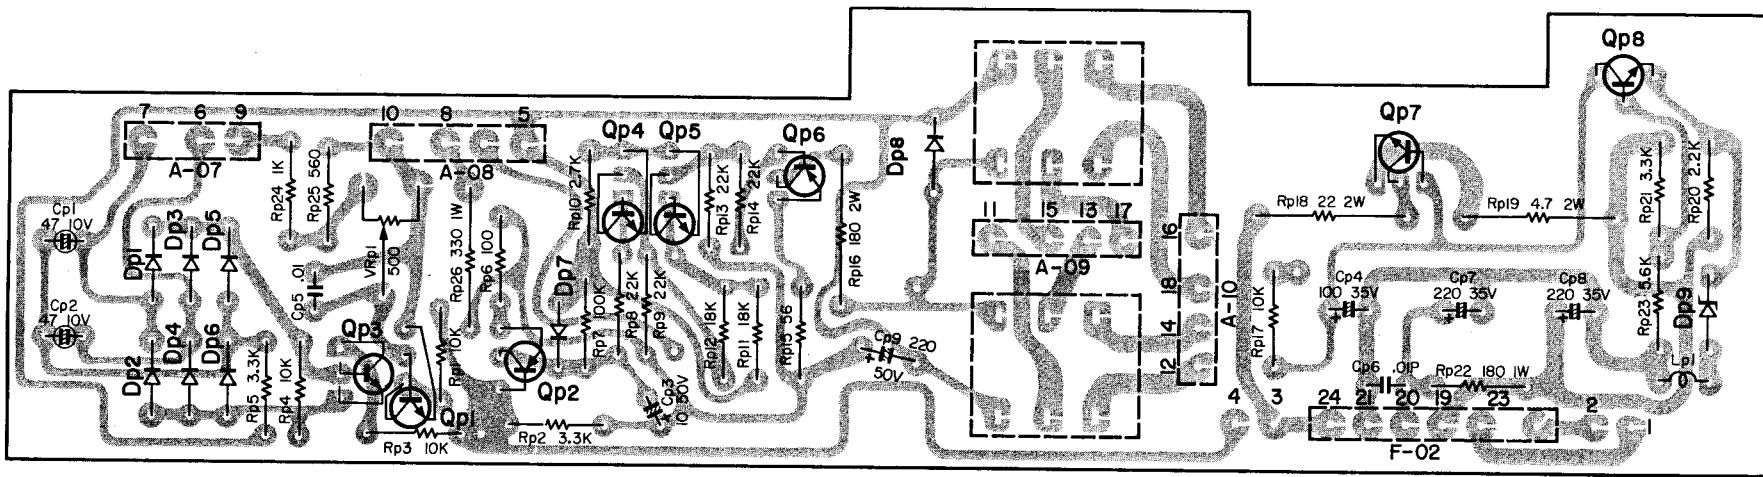 Qp8
Qp7
7 6 9
A-07
10 8 5
A-08
Qp4 Qp5
Qp6
Dp8
Rp24 1K
Rp25 560
Rp10 2.7K
Rp13 22K
Rp14 22K
Rp16 180 2W
Cp1
47 10V
Cp2
47 10V
Dp1
Dp3
Dp5
Dp2
Dp4
Dp6
Cp5 .01
VRp1
500
Rp26 330 1W
Rp6 100
Dp7
Rp7 100K
Rp8 22K
Rp9 22K
Rp12 18K
Rp11 18K
Rp15 56
Cp9 220
50V
11 15 13 17
A-09
16 18 14 12
A-10
Rp18 22 2W
Rp19 4.7 2W
Rp21 3.3K
Rp20 2.2K
Rp17 10K
Cp4
100 35V
Cp7
220 35V
Cp8
220 35V
Rp23 5.6K
Dp9
Cp6 .01P
Rp22 180 1W
Rp5 3.3K
Rp4 10K
Qp3
Rp1 10K
Qp1
Qp2
Cp3
10 50V
Rp3 10K
Rp2 3.3K
4 3 24 21 20 19 23 2 1
F-02